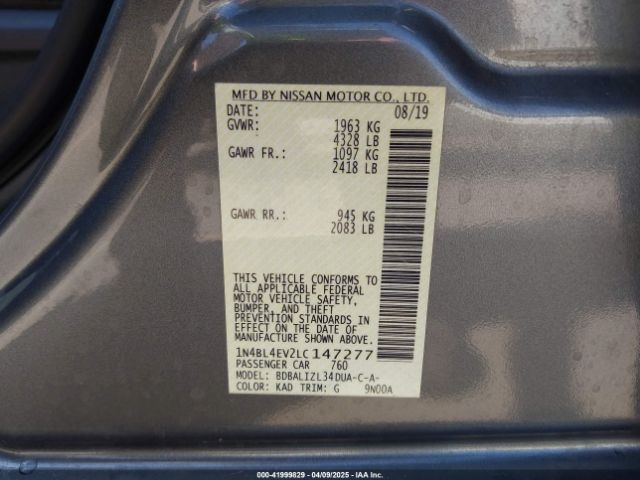 MFD BY NISSAN MOTOR CO., LTD.
DATE: 08/19
GVWR: 1963 KG
4328 LB
GAWR FR.: 1097 KG
2418 LB
GAWR RR.: 945 KG
2083 LB
THIS VEHICLE CONFORMS TO
ALL APPLICABLE FEDERAL
MOTOR VEHICLE SAFETY,
BUMPER, AND THEFT
PREVENTION STANDARDS IN
EFFECT ON THE DATE OF
MANUFACTURE SHOWN ABOVE.
1N4BL4EV2LC147277
PASSENGER CAR 760
MODEL: BDBALIZL34DUA-C-A-
COLOR: KAD TRIM: G 9N00A
000-41999829 - 04/09/2025 - IAA Inc.